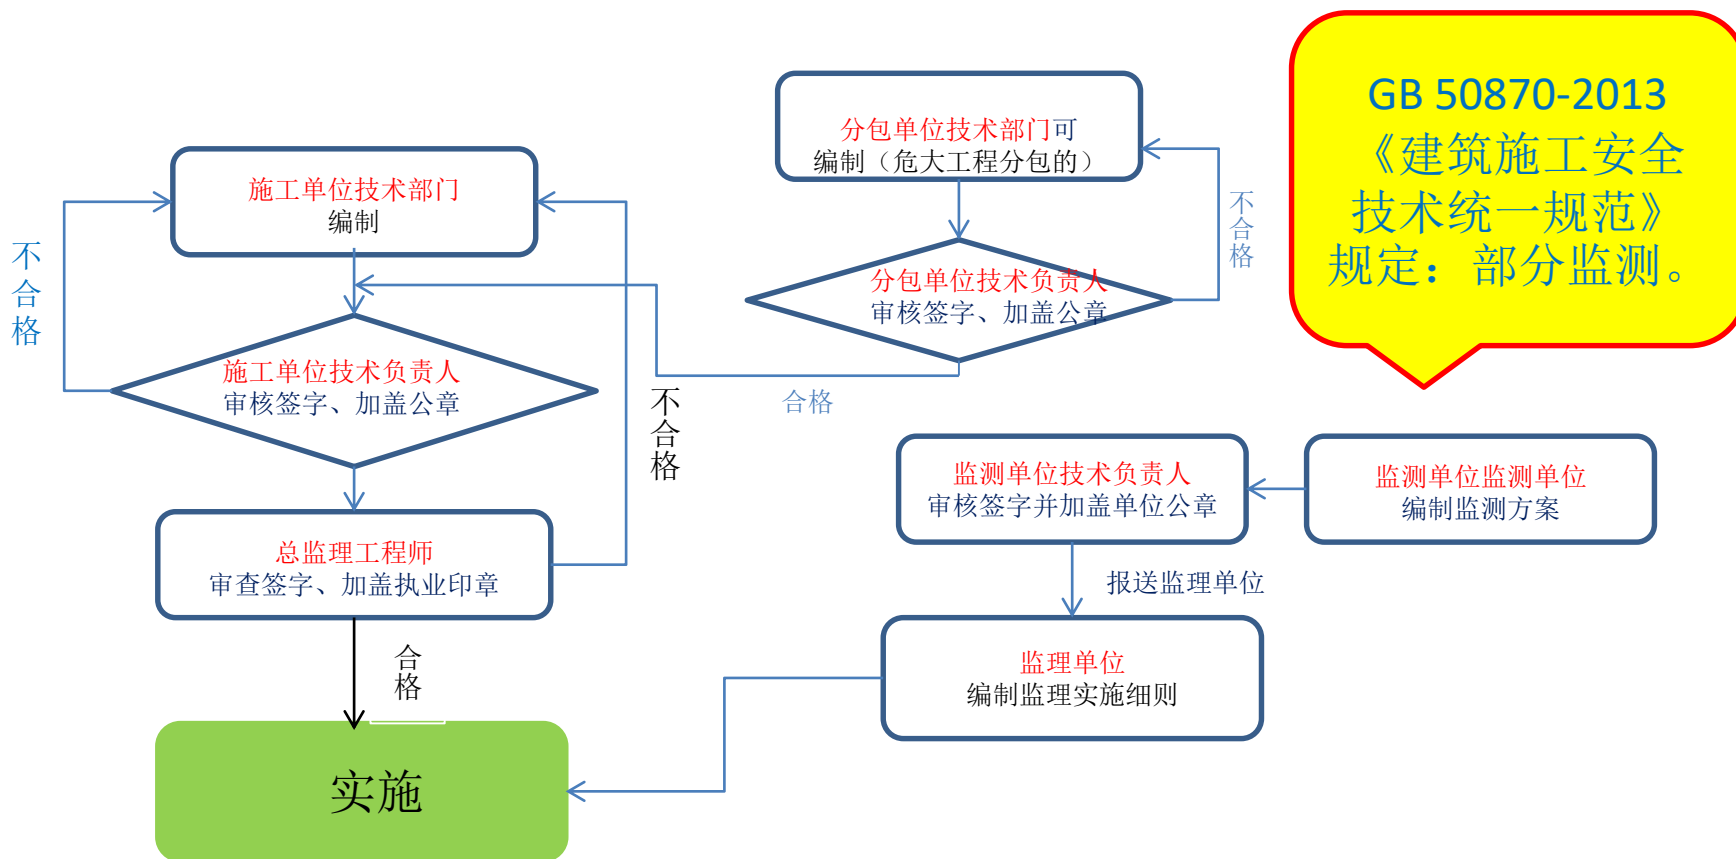 GB 50870-2013
《建筑施工安全
技术统一规范》
规定：部分监测。
分包单位技术部门可
编制（危大工程分包的）
不合格
分包单位技术负责人
审核签字、加盖公章
合格
施工单位技术部门
编制
不合格
施工单位技术负责人
审核签字、加盖公章
不合格
总监理工程师
审查签字、加盖执业印章
合格
监测单位监测单位
编制监测方案
监测单位技术负责人
审核签字并加盖单位公章
报送监理单位
监理单位
编制监理实施细则
实施